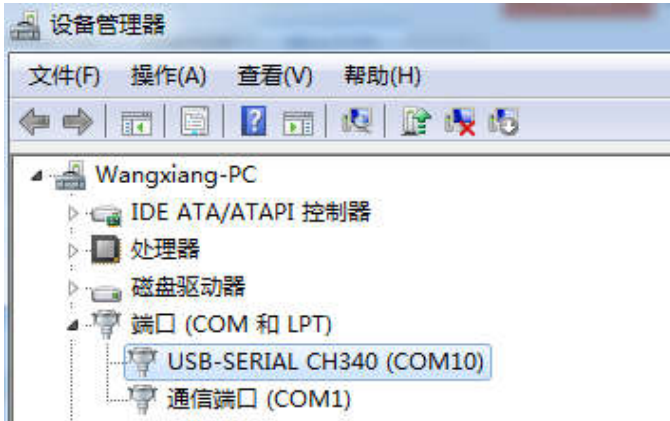 设备管理器
文件(F) 操作(A) 查看(V) 帮助(H)
Wangxiang-PC
IDE ATA/ATAPI 控制器
处理器
磁盘驱动器
端口 (COM 和 LPT)
USB-SERIAL CH340 (COM10)
通信端口 (COM1)